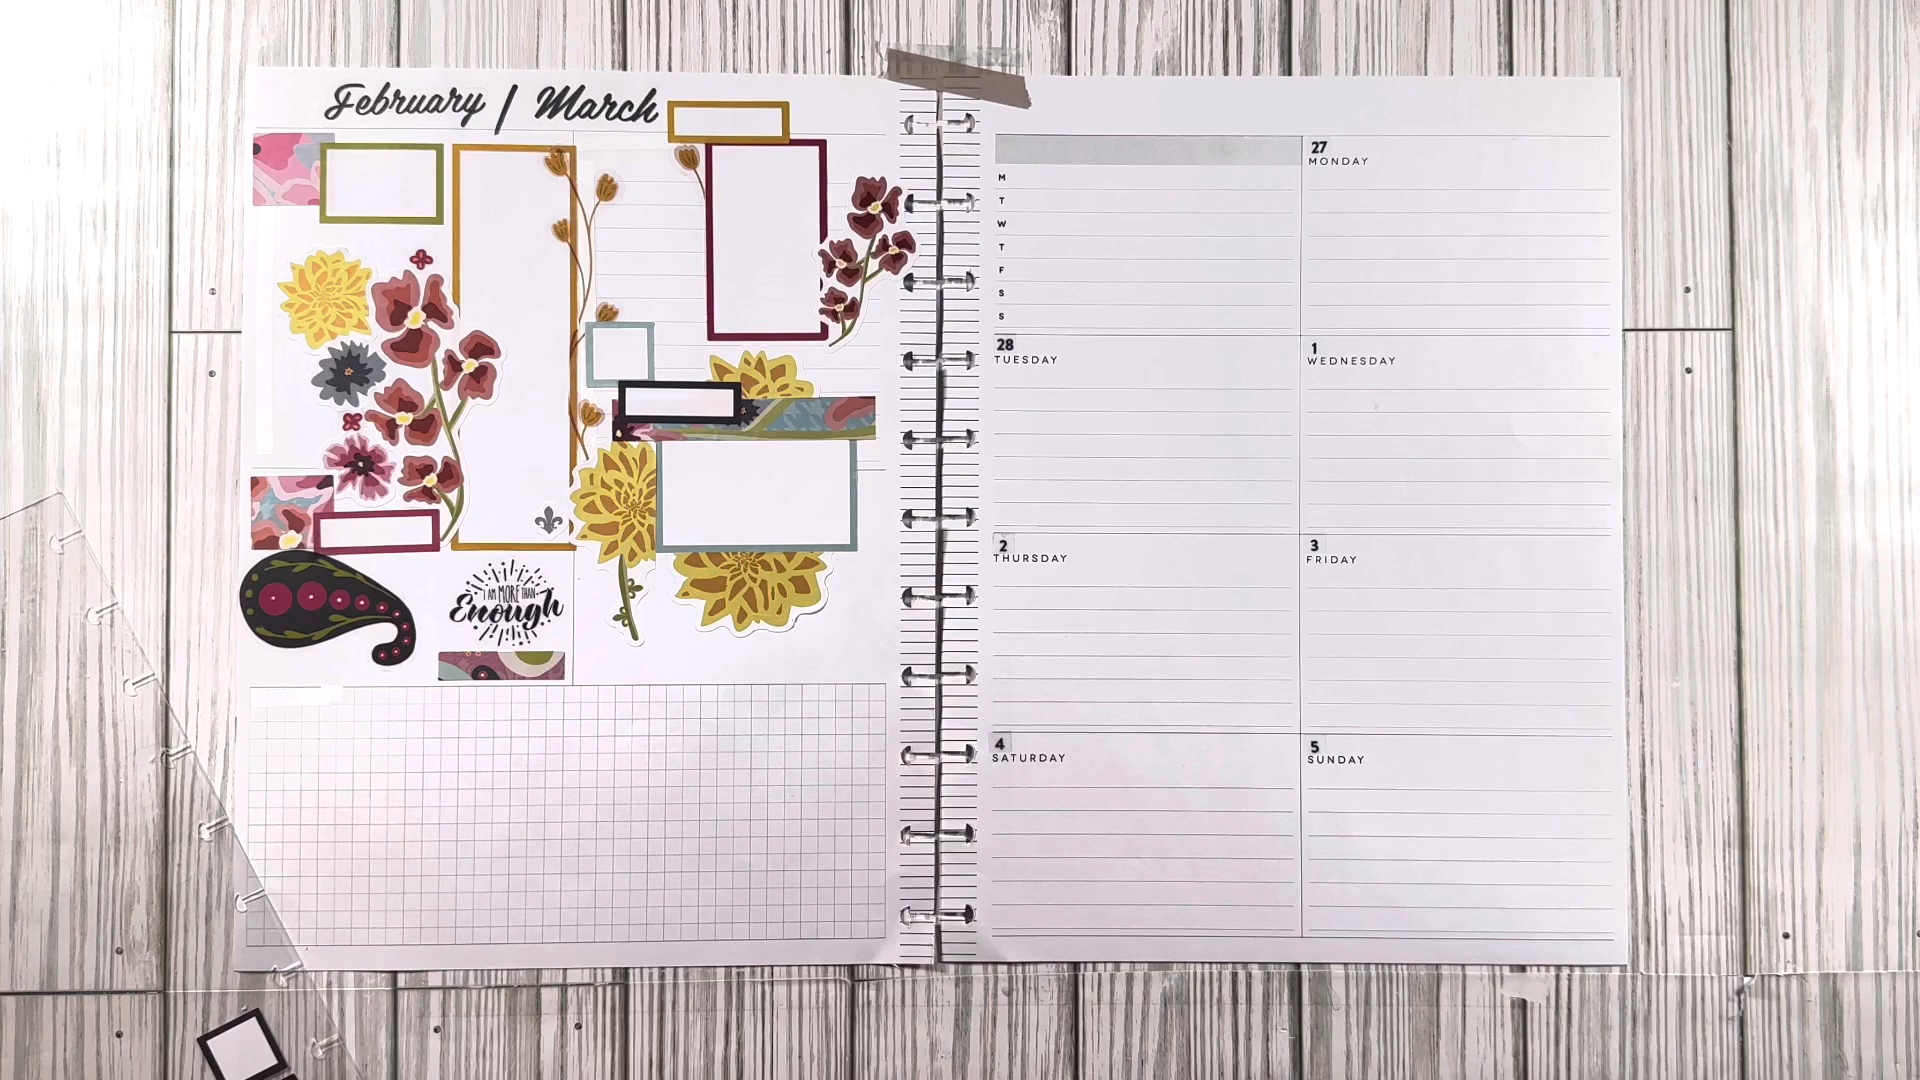 February / March
I AM MORE THAN
Enough
M
T
W
T
F
S
S
27
MONDAY
28
TUESDAY
1
WEDNESDAY
2
THURSDAY
3
FRIDAY
4
SATURDAY
5
SUNDAY